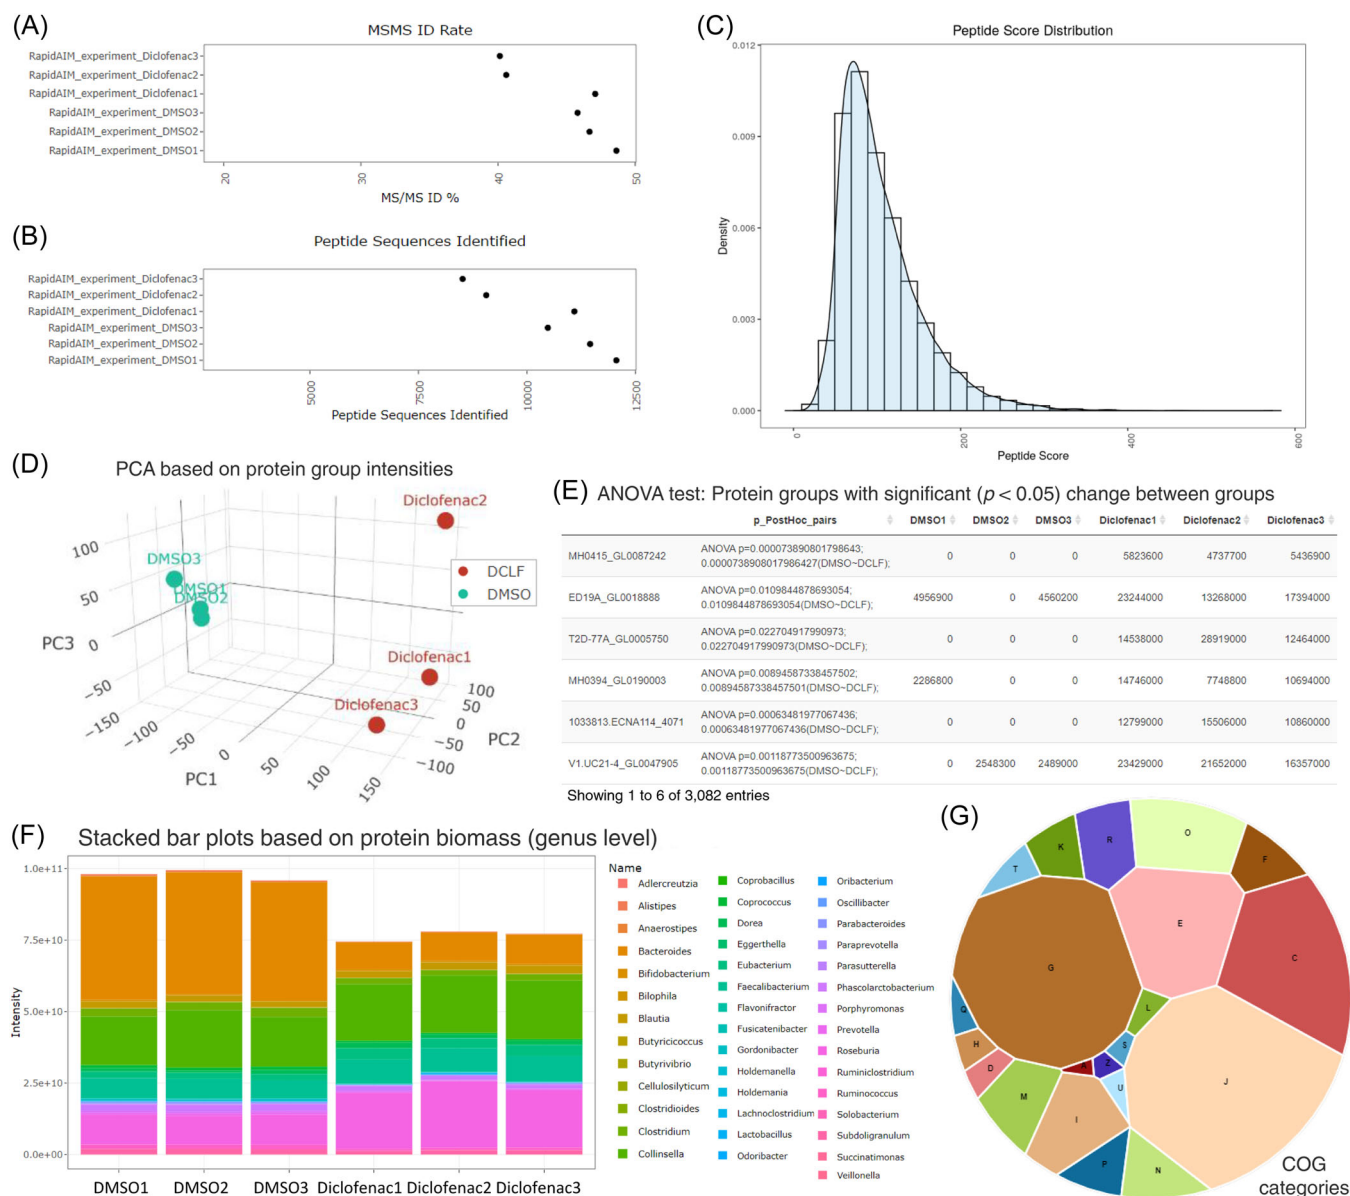 (A)
MSMS ID Rate
RapidAIM_experiment_Diclofenac3
RapidAIM_experiment_Diclofenac2
RapidAIM_experiment_Diclofenac1
RapidAIM_experiment_DMSO3
RapidAIM_experiment_DMSO2
RapidAIM_experiment_DMSO1
20 30 40 50
MS/MS ID %
(B)
Peptide Sequences Identified
RapidAIM_experiment_Diclofenac3
RapidAIM_experiment_Diclofenac2
RapidAIM_experiment_Diclofenac1
RapidAIM_experiment_DMSO3
RapidAIM_experiment_DMSO2
RapidAIM_experiment_DMSO1
5000 7500 10000 12500
Peptide Sequences Identified
(C)
Peptide Score Distribution
0.012
0.009
0.006
0.003
0.000
Density
0 200 400 600
Peptide Score
(D)
PCA based on protein group intensities
Diclofenac2
DMSO3
DMSO1
DMSO2
Diclofenac1
Diclofenac3
DCLF
DMSO
100
50
0
−50
PC3
−150
−100
−50
0
50
100
150
PC1
100
50
0
−50
−100
PC2
(E) ANOVA test: Protein groups with significant (p < 0.05) change between groups
p_PostHoc_pairs DMSO1 DMSO2 DMSO3 Diclofenac1 Diclofenac2 Diclofenac3
MH0415_GL0087242 ANOVA p=0.000073890801798643; 0 0 0 5823600 4737700 5436900
0.0000738908017986427(DMSO~DCLF);
ED19A_GL0018888 ANOVA p=0.0109844878693054; 4956900 0 4560200 23244000 13268000 17394000
0.0109844878693054(DMSO~DCLF);
T2D-77A_GL0005750 ANOVA p=0.022704917990973; 0 0 0 14538000 28919000 12464000
0.022704917990973(DMSO~DCLF);
MH0394_GL0190003 ANOVA p=0.00894587338457502; 2286800 0 0 14746000 7748800 10694000
0.00894587338457501(DMSO~DCLF);
1033813.ECNA114_4071 ANOVA p=0.00063481977067436; 0 0 0 12799000 15506000 10860000
0.00063481977067436(DMSO~DCLF);
V1.UC21-4_GL0047905 ANOVA p=0.00118773500963675; 0 2548300 2489000 23429000 21652000 16357000
0.00118773500963675(DMSO~DCLF);
Showing 1 to 6 of 3,082 entries
(F) Stacked bar plots based on protein biomass (genus level)
1.0e+11
7.5e+10
5.0e+10
2.5e+10
0.0e+00
Intensity
DMSO1 DMSO2 DMSO3 Diclofenac1 Diclofenac2 Diclofenac3
Name
Adlercreutzia
Alistipes
Anaerostipes
Bacteroides
Bifidobacterium
Bilophila
Blautia
Butyricicoccus
Butyrivibrio
Cellulosilyticum
Clostridioides
Clostridium
Collinsella
Coprobacillus
Coprococcus
Dorea
Eggerthella
Eubacterium
Faecalibacterium
Flavonifractor
Fusicatenibacter
Gordonibacter
Holdemanella
Holdemania
Lachnoclostridium
Lactobacillus
Odoribacter
Oribacterium
Oscillibacter
Parabacteroides
Paraprevotella
Parasutterella
Phascolarctobacterium
Porphyromonas
Prevotella
Roseburia
Ruminiclostridium
Ruminococcus
Solobacterium
Subdoligranulum
Succinatimonas
Veillonella
(G)
T
K
R
O
F
G
E
C
Q
L
H
S
D
A
Z
U
J
M
I
P
N
COG
categories